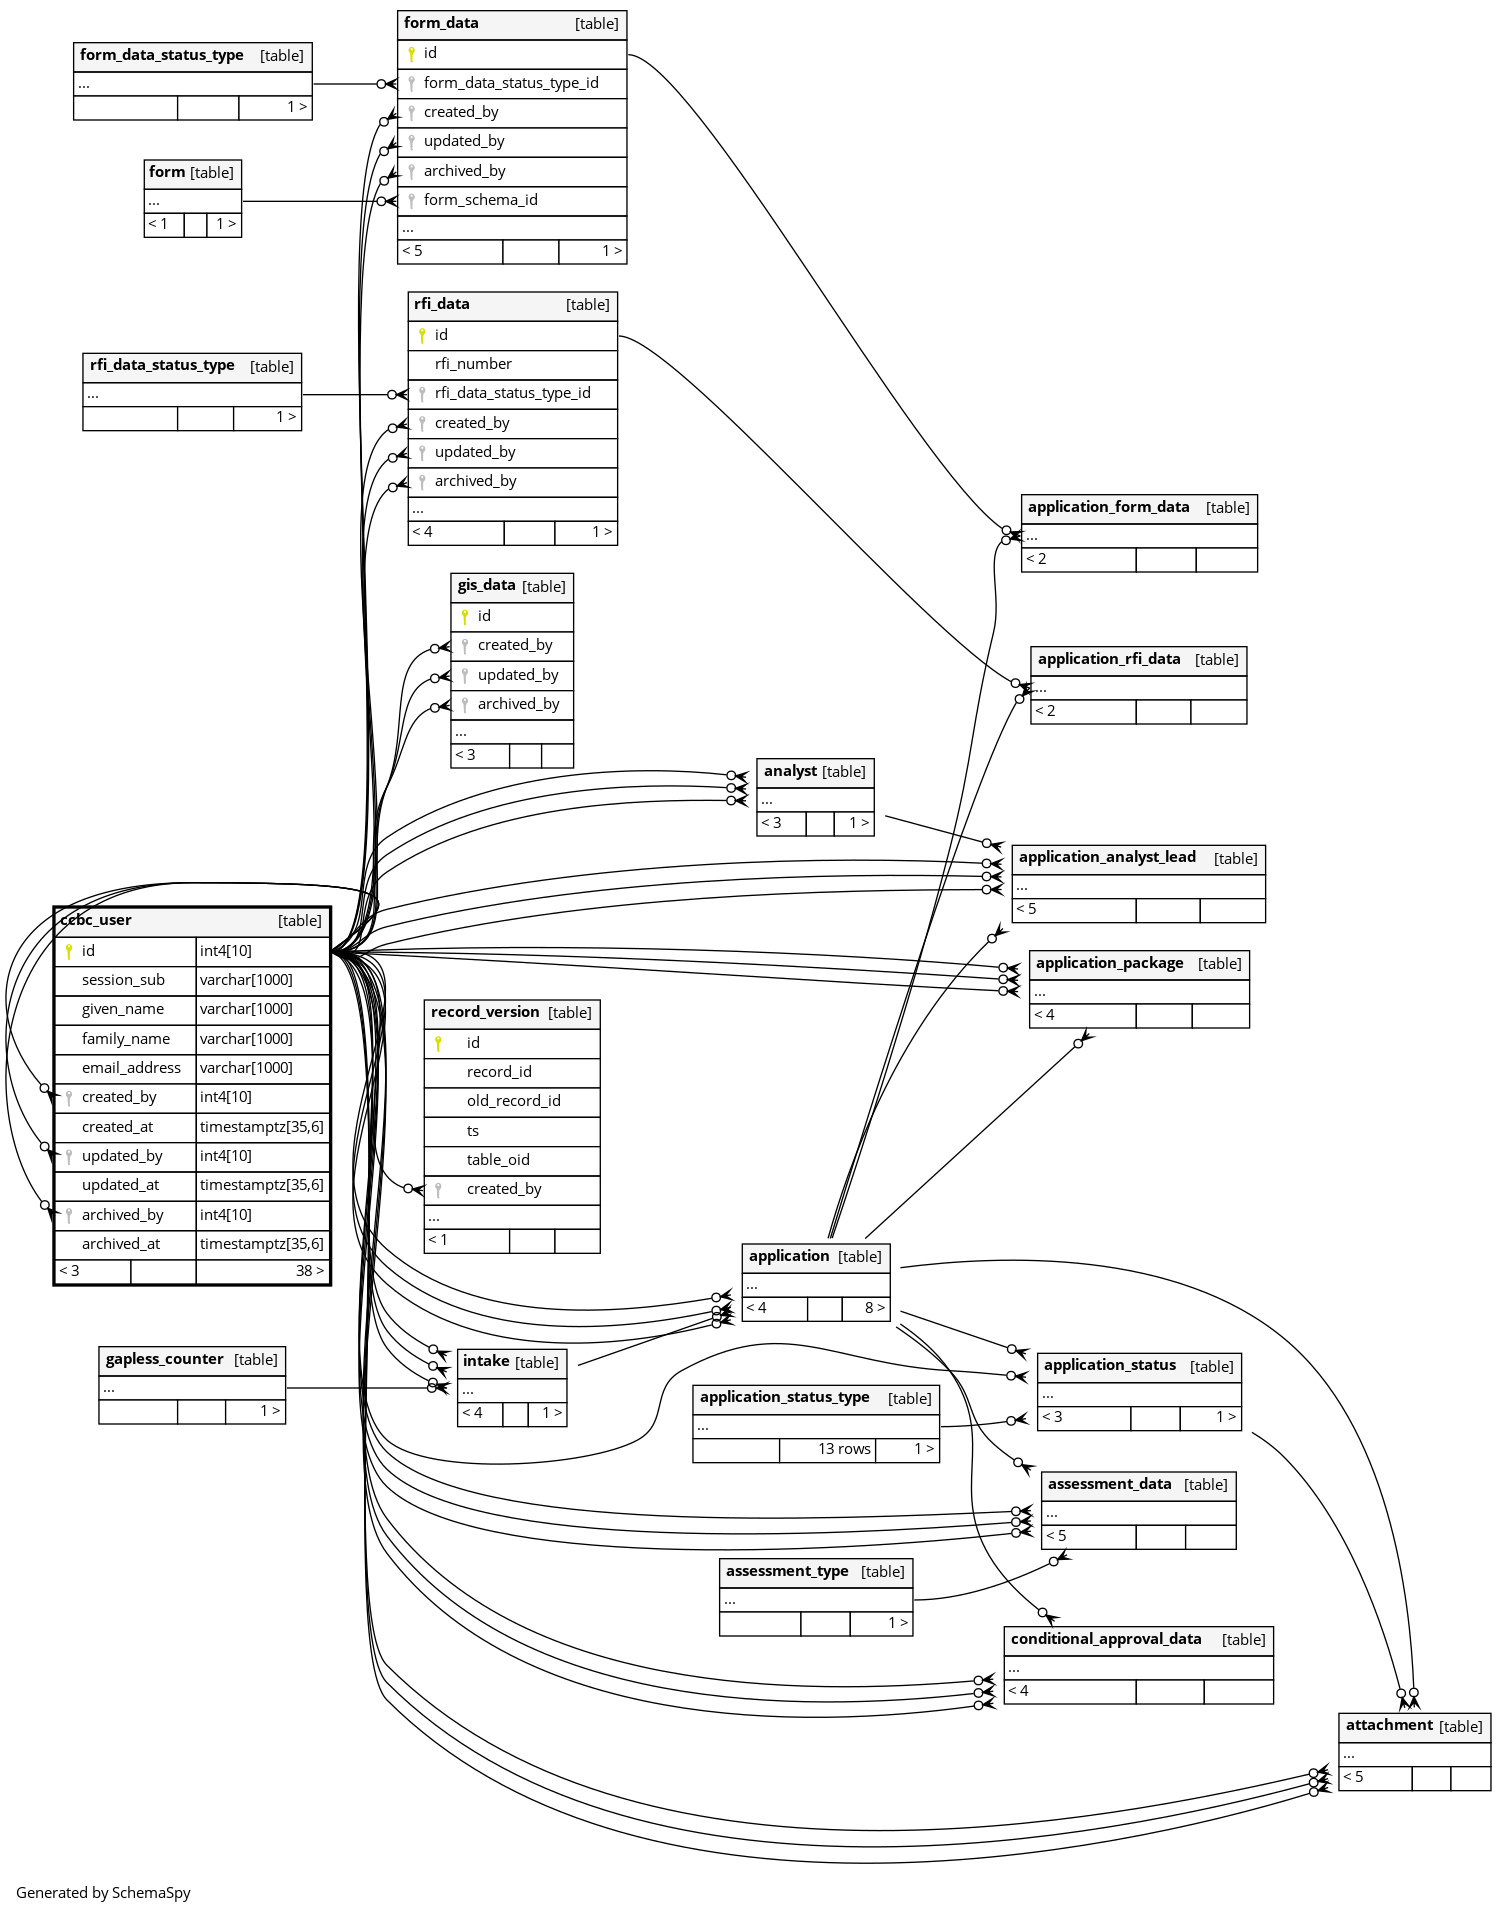 form_data [table]
id
form_data_status_type_id
created_by
updated_by
archived_by
form_schema_id
...
< 5 1 >
form_data_status_type [table]
...
1 >
form [table]
...
< 1 1 >
rfi_data [table]
id
rfi_number
rfi_data_status_type_id
created_by
updated_by
archived_by
...
< 4 1 >
rfi_data_status_type [table]
...
1 >
application_form_data [table]
...
< 2
gis_data [table]
id
created_by
updated_by
archived_by
...
< 3
application_rfi_data [table]
...
< 2
analyst [table]
...
< 3 1 >
application_analyst_lead [table]
...
< 5
ccbc_user [table]
id int4[10]
session_sub varchar[1000]
given_name varchar[1000]
family_name varchar[1000]
email_address varchar[1000]
created_by int4[10]
created_at timestamptz[35,6]
updated_by int4[10]
updated_at timestamptz[35,6]
archived_by int4[10]
archived_at timestamptz[35,6]
< 3 38 >
application_package [table]
...
< 4
record_version [table]
id
record_id
old_record_id
ts
table_oid
created_by
...
< 1
application [table]
...
< 4 8 >
gapless_counter [table]
...
1 >
intake [table]
...
< 4 1 >
application_status [table]
...
< 3 1 >
application_status_type [table]
...
13 rows 1 >
assessment_data [table]
...
< 5
assessment_type [table]
...
1 >
conditional_approval_data [table]
...
< 4
attachment [table]
...
< 5
Generated by SchemaSpy